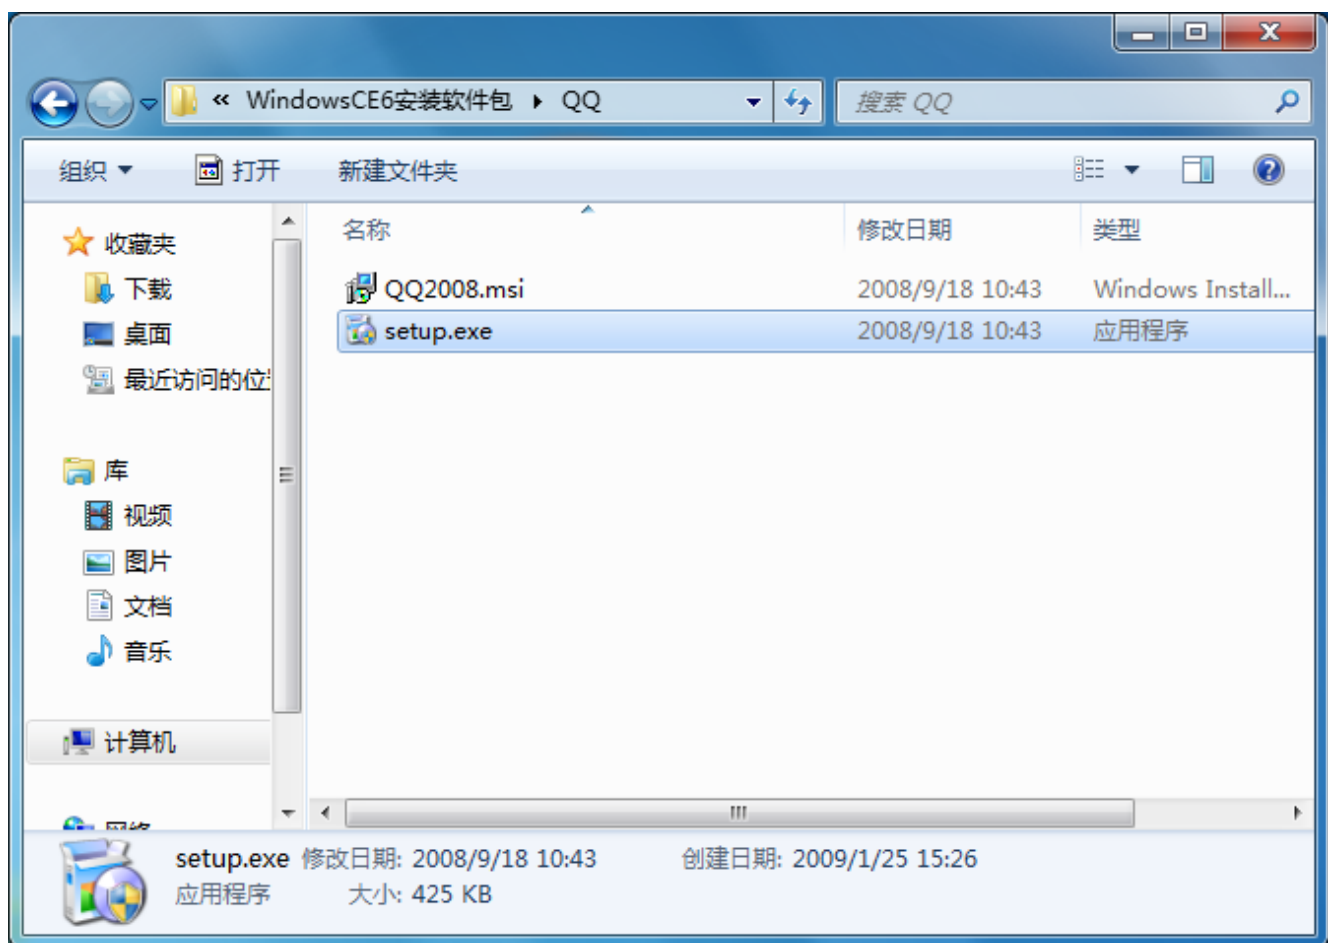 « WindowsCE6安装软件包 ▸ QQ
搜索 QQ
组织
打开
新建文件夹
名称
修改日期
类型
收藏夹
下载
桌面
最近访问的位
库
视频
图片
文档
音乐
计算机
网络
QQ2008.msi
2008/9/18 10:43
Windows Install...
setup.exe
2008/9/18 10:43
应用程序
setup.exe 修改日期: 2008/9/18 10:43 创建日期: 2009/1/25 15:26
应用程序 大小: 425 KB